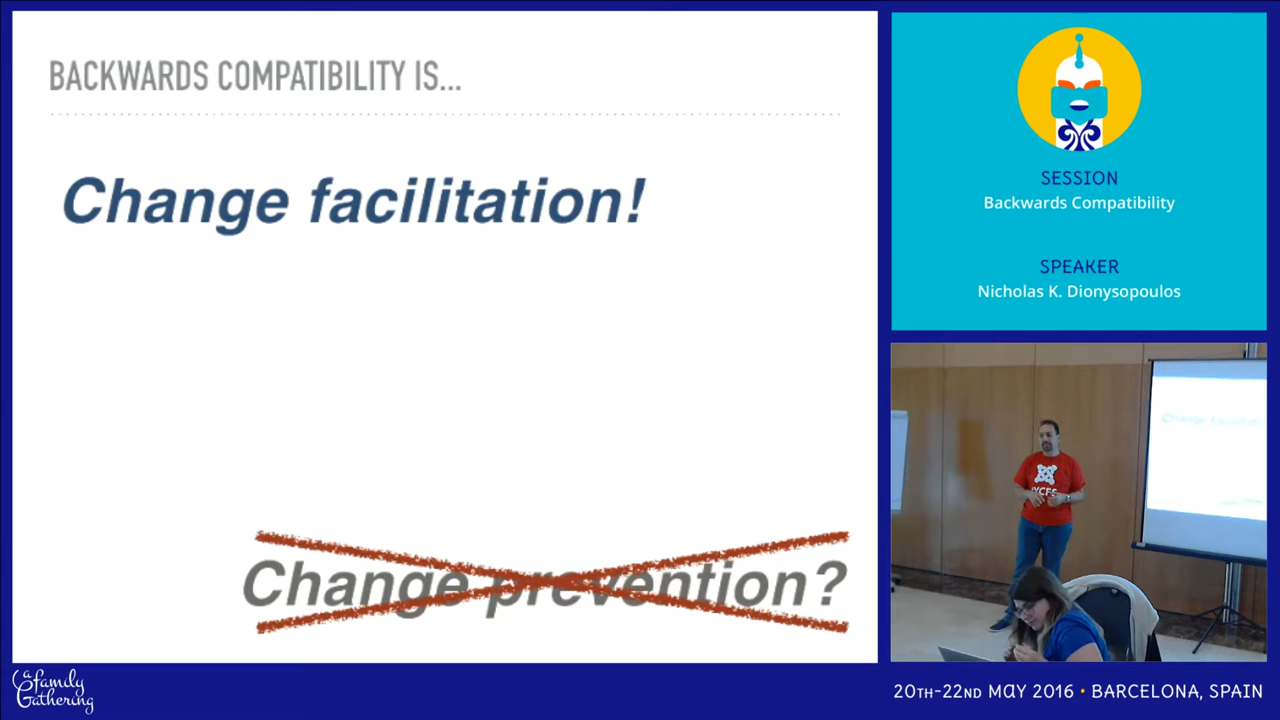 BACKWARDS COMPATIBILITY IS...
Change facilitation!
Change prevention?
SESSION
Backwards Compatibility
SPEAKER
Nicholas K. Dionysopoulos
Change
a family
Gathering
20TH-22ND MAY 2016 • BARCELONA, SPAIN